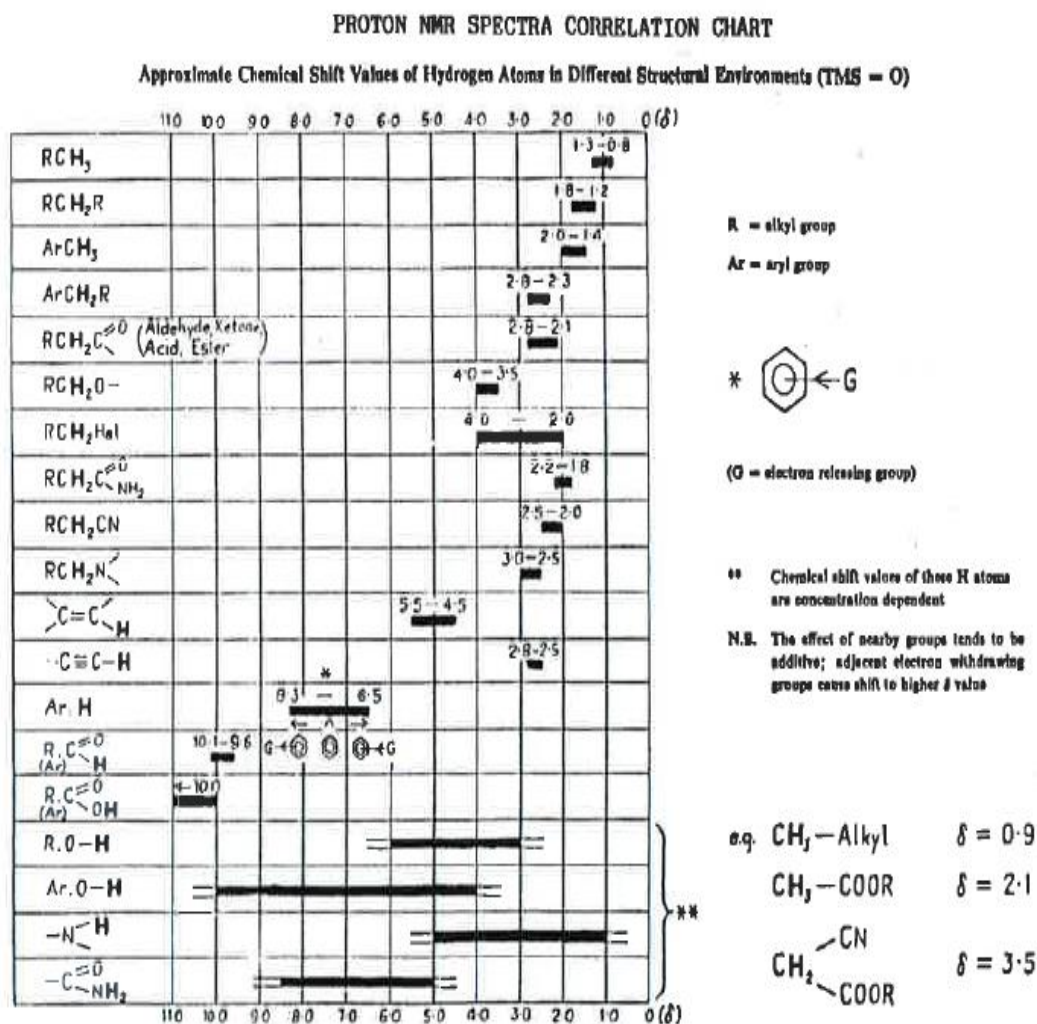 PROTON NMR SPECTRA CORRELATION CHART
Approximate Chemical Shift Values of Hydrogen Atoms in Different Structural Environments (TMS = O)
11·0 10·0 9·0 8·0 7·0 6·0 5·0 4·0 3·0 2·0 1·0 0 (δ)
RCH₃ 1·3-0·8
RCH₂R 1·8-1·2
ArCH₃ 2·0-1·4
ArCH₂R 2·8-2·3
RCH₂C=O (Aldehyde, Ketone, Acid, Ester) 2·8-2·1
RCH₂O- 4·0-3·5
RCH₂Hal 4·0 - 2·0
RCH₂C=O NH₂ 2·2-1·8
RCH₂CN 2·5-2·0
RCH₂N 3·0-2·5
C=C H 5·5-4·5
C≡C-H 2·8-2·5
*
Ar.H 8·3 - 6·5
R.C=O H (Ar) 10·1-9·6 G G
R.C=O OH (Ar) ←10·0
R.O-H
Ar.O-H
-N H
-C=O NH₂
**
11·0 10·0 9·0 8·0 7·0 6·0 5·0 4·0 3·0 2·0 1·0 0 (δ)
R = alkyl group
Ar = aryl group
* ←G
(G = electron releasing group)
** Chemical shift values of these H atoms
are concentration dependent
N.B. The effect of nearby groups tends to
be additive; adjacent electron withdrawing
groups cause shift to higher δ value
e.g. CH₃-Alkyl δ = 0·9
CH₃-COOR δ = 2·1
CH₂ CN COOR δ = 3·5